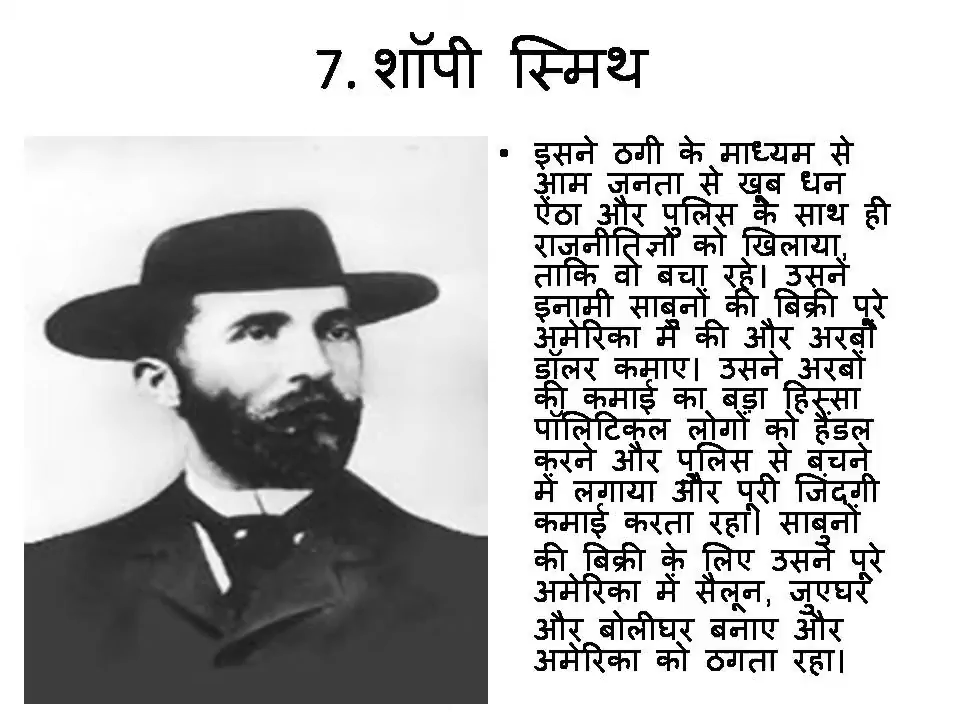 7. शॉपी स्मिथ
• इसने ठगी के माध्यम से
आम जनता से खूब धन
ऐंठा और पुलिस के साथ ही
राजनीतिज्ञों को खिलाया,
ताकि वो बचा रहे। उसने
इनामी साबुनों की बिक्री पूरे
अमेरिका में की और अरबों
डॉलर कमाए। उसने अरबों
की कमाई का बड़ा हिस्सा
पॉलिटिकल लोगों को हैंडल
करने और पुलिस से बचने
में लगाया और पूरी जिंदगी
कमाई करता रहा। साबुनों
की बिक्री के लिए उसने पूरे
अमेरिका में सैलून, जुएघर
और बोलीघर बनाए और
अमेरिका को ठगता रहा।